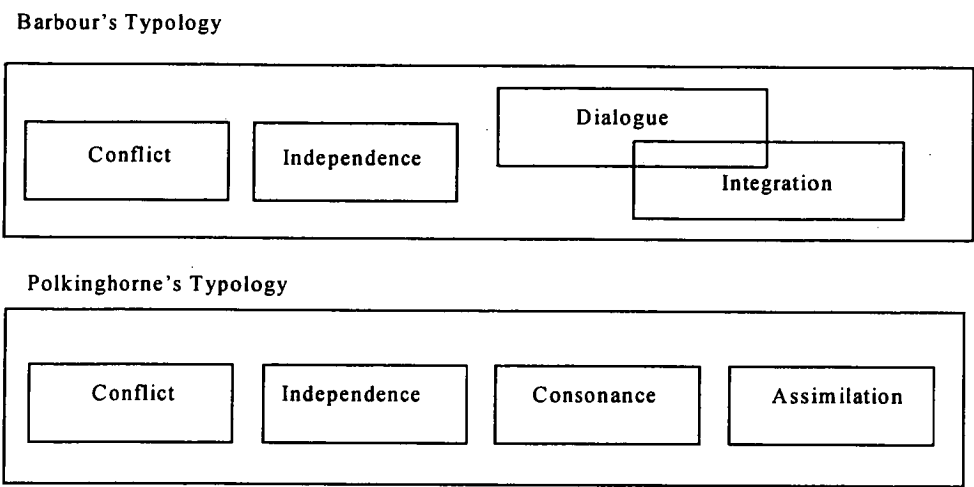 Barbour's Typology
Dialogue
Conflict
Independence
Integration
Polkinghorne's Typology
Conflict
Independence
Consonance
Assimilation